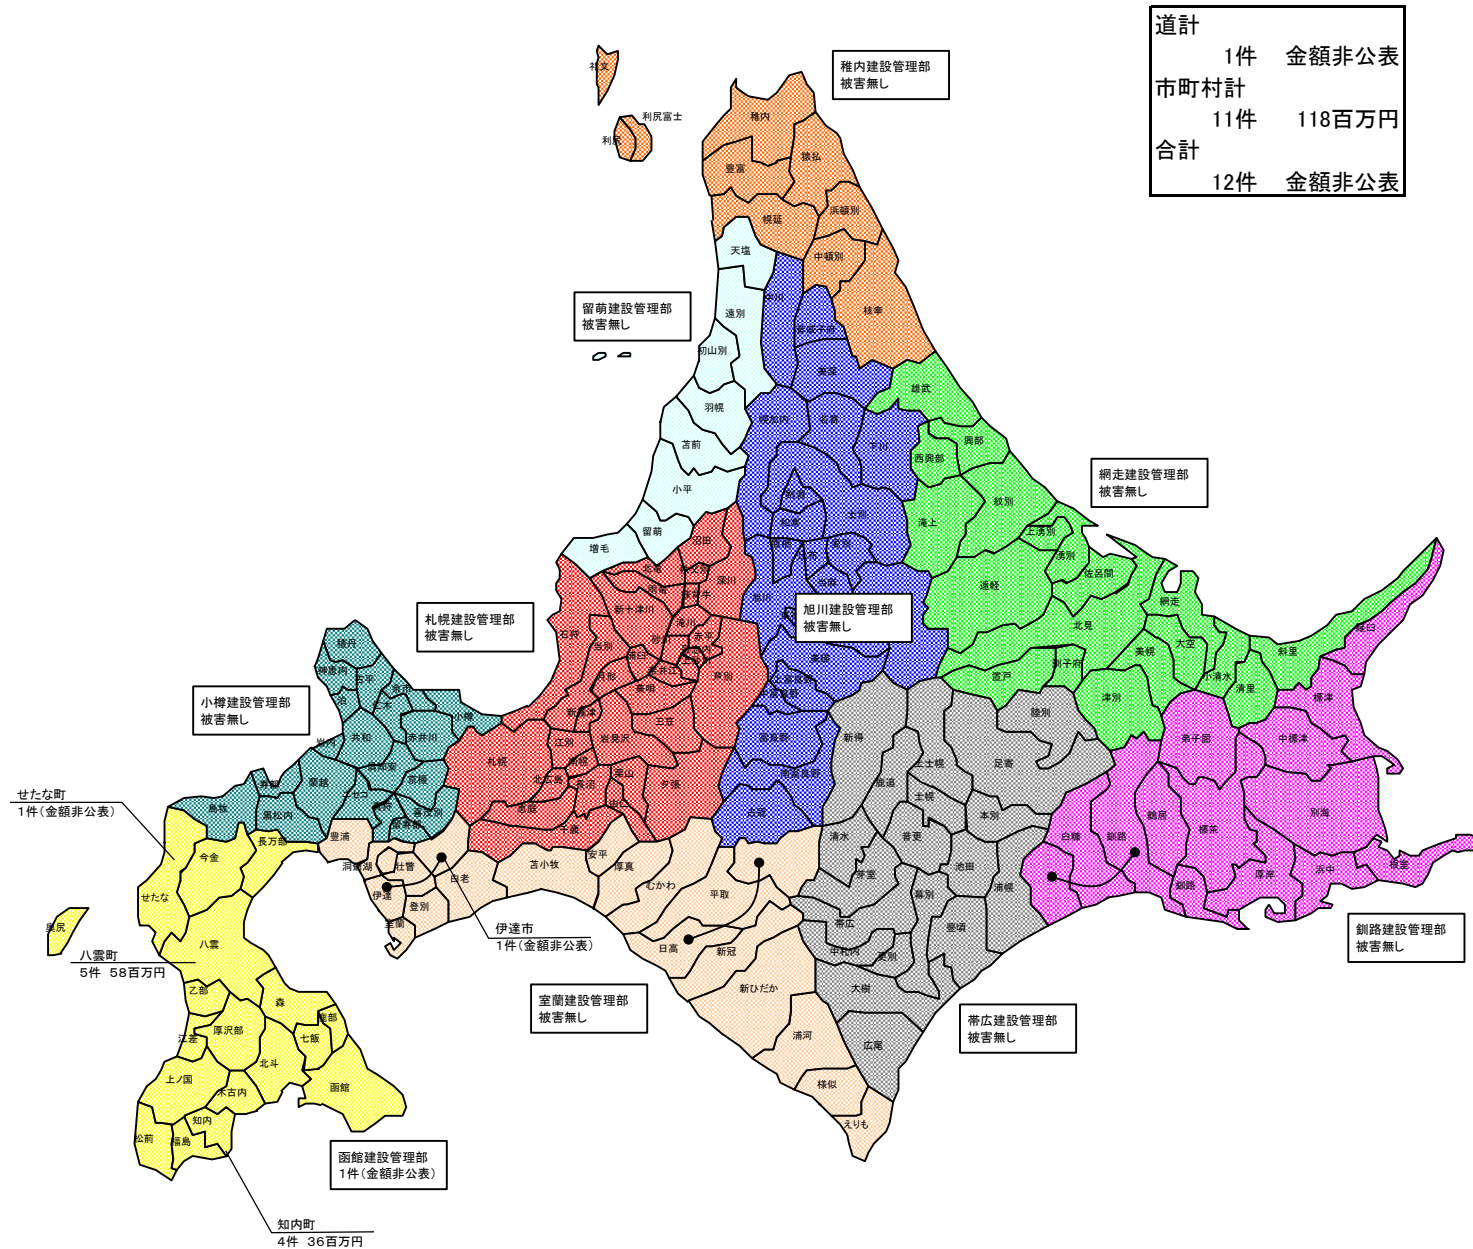 道計
1件 金額非公表
市町村計
11件 118百万円
合計
12件 金額非公表
稚内建設管理部
被害無し
礼文
利尻富士
利尻
稚内
猿払
豊富
浜頓別
幌延
中頓別
枝幸
天塩
中川
遠別
音威子府
留萌建設管理部
被害無し
初山別
美深
雄武
羽幌
幌加内
名寄
下川
興部
苫前
西興部
網走建設管理部
被害無し
小平
剣淵
士別
紋別
和寒
滝上
留萌
上湧別
増毛
沼田
湧別
佐呂間
北竜
当麻
遠軽
深川
雨竜
旭川
網走
新十津川
旭川建設管理部
被害無し
札幌建設管理部
被害無し
滝川
北見
石狩
砂川
赤平
当別
大空
積丹
美瑛
美幌
斜里
羅臼
神恵内
古平
月形
美唄
芦別
上富良野
中富良野
置戸
訓子府
小清水
清里
余市
仁木
泊
津別
標津
小樽建設管理部
被害無し
小樽
新篠津
三笠
陸別
共和
赤井川
岩内
江別
岩見沢
富良野
新得
弟子屈
中標津
札幌
南幌
倶知安
京極
北広島
長沼
栗山
夕張
南富良野
鹿追
上士幌
足寄
蘭越
ニセコ
寿都
島牧
黒松内
喜茂別
留寿都
恵庭
千歳
由仁
占冠
士幌
本別
鶴居
標茶
別海
せたな町
1件(金額非公表)
豊浦
清水
音更
白糠
釧路
長万部
今金
洞爺湖
壮瞥
白老
苫小牧
安平
厚真
むかわ
平取
芽室
池田
浦幌
釧路
厚岸
浜中
根室
せたな
伊達
登別
幕別
室蘭
奥尻
帯広
豊頃
釧路建設管理部
被害無し
伊達市
1件(金額非公表)
八雲
日高
新冠
中札内
更別
八雲町
5件 58百万円
乙部
森
室蘭建設管理部
被害無し
新ひだか
大樹
帯広建設管理部
被害無し
鹿部
厚沢部
江差
七飯
浦河
広尾
北斗
上ノ国
函館
木古内
様似
知内
松前
福島
えりも
函館建設管理部
1件(金額非公表)
知内町
4件 36百万円